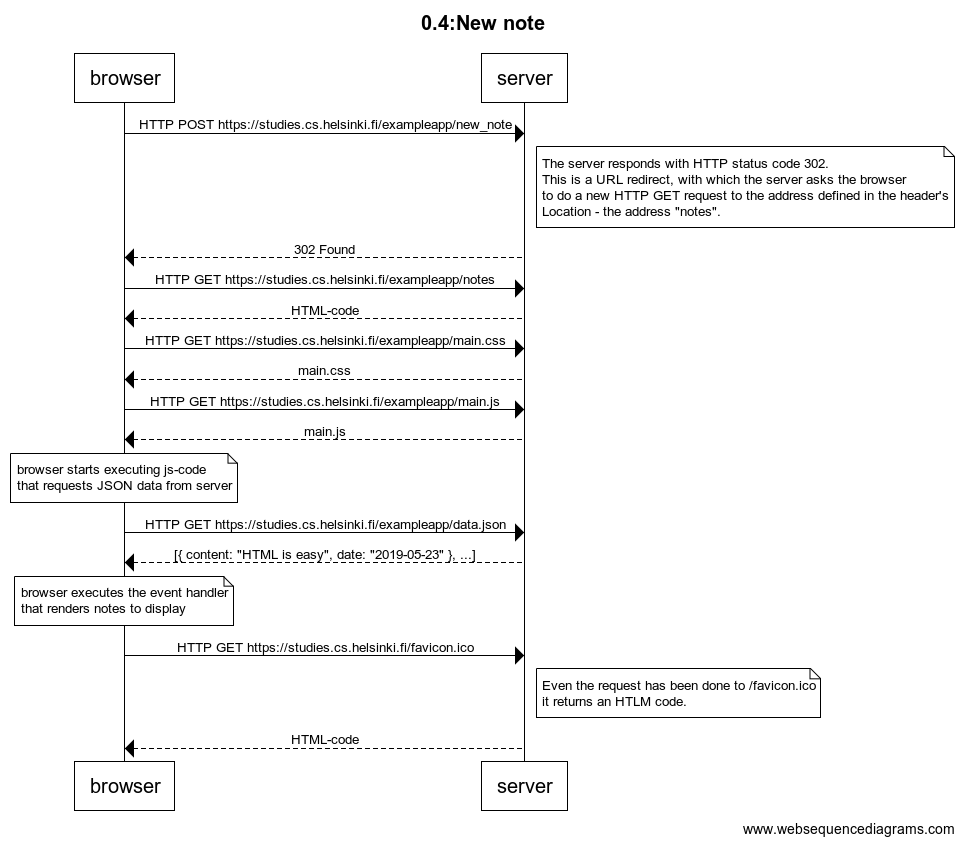 0.4:New note
browser
server
HTTP POST https://studies.cs.helsinki.fi/exampleapp/new_note
The server responds with HTTP status code 302.
This is a URL redirect, with which the server asks the browser
to do a new HTTP GET request to the address defined in the header's
Location - the address "notes".
302 Found
HTTP GET https://studies.cs.helsinki.fi/exampleapp/notes
HTML-code
HTTP GET https://studies.cs.helsinki.fi/exampleapp/main.css
main.css
HTTP GET https://studies.cs.helsinki.fi/exampleapp/main.js
main.js
browser starts executing js-code
that requests JSON data from server
HTTP GET https://studies.cs.helsinki.fi/exampleapp/data.json
[{ content: "HTML is easy", date: "2019-05-23" }, ...]
browser executes the event handler
that renders notes to display
HTTP GET https://studies.cs.helsinki.fi/favicon.ico
Even the request has been done to /favicon.ico
it returns an HTLM code.
HTML-code
browser
server
www.websequencediagrams.com